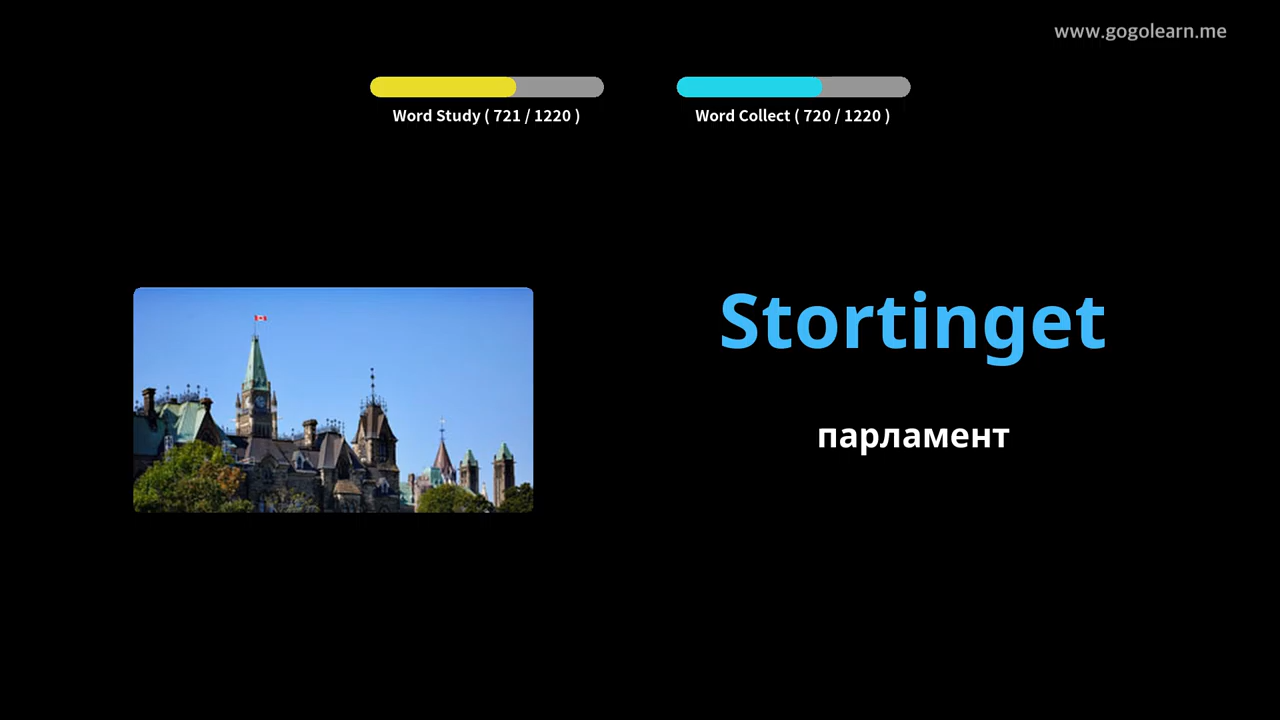 www.gogolearn.me
Word Study ( 721 / 1220 )
Word Collect ( 720 / 1220 )
Stortinget
парламент